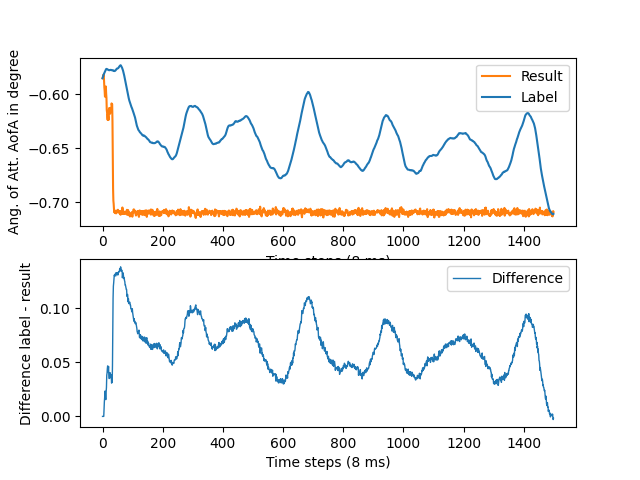 Ang. of Att. AofA in degree
−0.60
−0.65
−0.70
Result
Label
0 200 400 600 800 1000 1200 1400
Time steps (8 ms)
Difference label - result
0.10
0.05
0.00
Difference
0 200 400 600 800 1000 1200 1400
Time steps (8 ms)